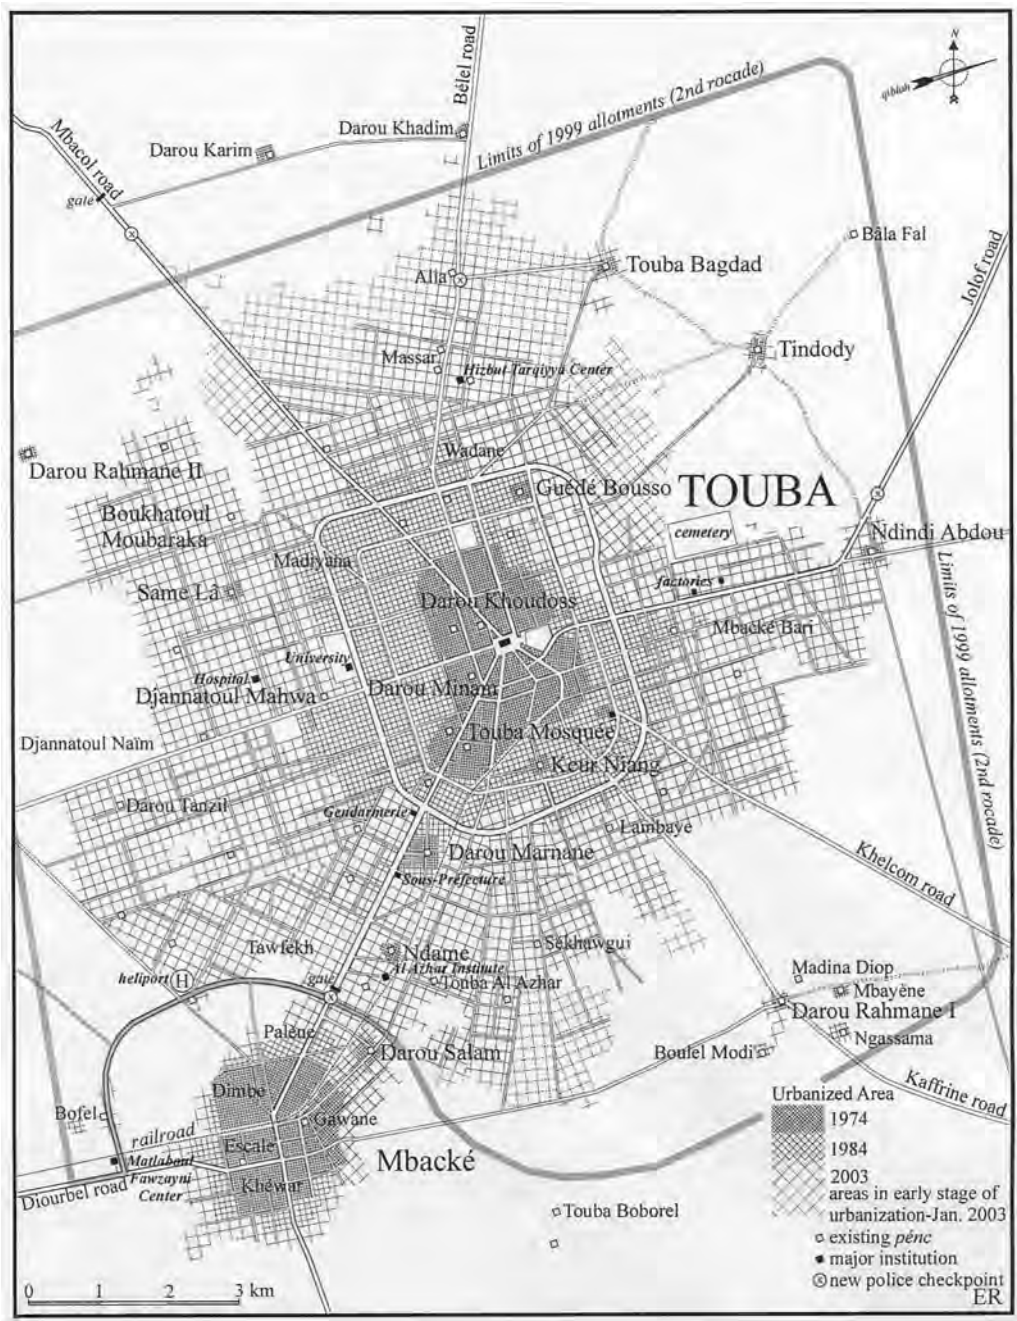 Bélel road
N
qiblah
Limits of 1999 allotments (2nd rocade)
Mbacol road
Darou Khadim
Darou Karim
gate
Bâla Fal
Jolof road
Alia
Touba Bagdad
Tindody
Massar
Hizbul-Tarqiyya Center
Wadane
Darou Rahmane II
Guédé Bousso
TOUBA
Boukhatoul
Moubaraka
cemetery
Ndindi Abdou
Madiyana
Same Lâ
factories
Darou Khoudoss
Limits of 1999 allotments (2nd rocade)
Mbacké Bari
University
Hospital
Darou Minam
Djannatoul Mahwa
Touba Mosquée
Djannatoul Naïm
Keur Niang
Darou Tanzil
Gendarmerie
Lambaye
Darou Marnane
Khelcom road
Sous-Préfecture
Tawfekh
Ndame
Sékhawgui
Al Azhar Institute
heliport
H
gate
Touba Al Azhar
Madina Diop
Mbayène
Darou Rahmane I
Palène
Ngassama
Darou Salam
Boulel Modi
Dimbe
Kaffrine road
Bofel
Gawane
railroad
Escale
Mbacké
Matlaboul
Fawzayni
Center
Khéwar
Diourbel road
Touba Boborel
Urbanized Area
1974
1984
2003
areas in early stage of
urbanization-Jan. 2003
existing pénc
major institution
new police checkpoint
0 1 2 3 km
ER